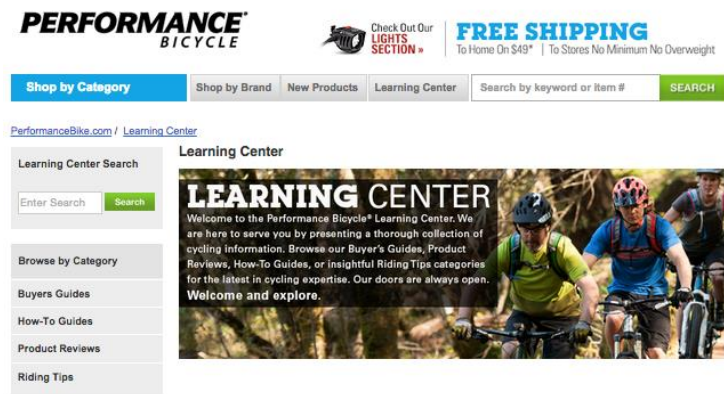 PERFORMANCE
BICYCLE
Check Out Our
LIGHTS
SECTION »
FREE SHIPPING
To Home On $49* | To Stores No Minimum No Overweight
Shop by Category
Shop by Brand
New Products
Learning Center
Search by keyword or item #
SEARCH
PerformanceBike.com / Learning Center
Learning Center Search
Enter Search
Search
Browse by Category
Buyers Guides
How-To Guides
Product Reviews
Riding Tips
Learning Center
LEARNING CENTER
Welcome to the Performance Bicycle® Learning Center. We
are here to serve you by presenting a thorough collection of
cycling information. Browse our Buyer's Guides, Product
Reviews, How-To Guides, or insightful Riding Tips categories
for the latest in cycling expertise. Our doors are always open.
Welcome and explore.